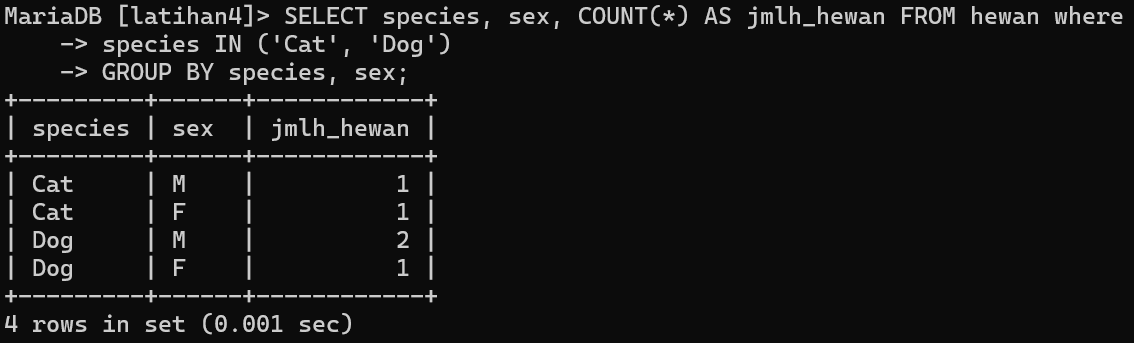 MariaDB [latihan4]> SELECT species, sex, COUNT(*) AS jmlh_hewan FROM hewan where
    -> species IN ('Cat', 'Dog')
    -> GROUP BY species, sex;
+---------+------+------------+
| species | sex  | jmlh_hewan |
+---------+------+------------+
| Cat     | M    |          1 |
| Cat     | F    |          1 |
| Dog     | M    |          2 |
| Dog     | F    |          1 |
+---------+------+------------+
4 rows in set (0.001 sec)